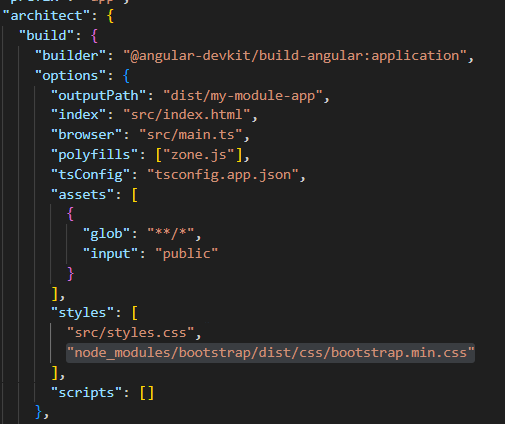 "architect": {
"build": {
"builder": "@angular-devkit/build-angular:application",
"options": {
"outputPath": "dist/my-module-app",
"index": "src/index.html",
"browser": "src/main.ts",
"polyfills": ["zone.js"],
"tsConfig": "tsconfig.app.json",
"assets": [
{
"glob": "**/*",
"input": "public"
}
],
"styles": [
"src/styles.css",
"node_modules/bootstrap/dist/css/bootstrap.min.css"
],
"scripts": []
},